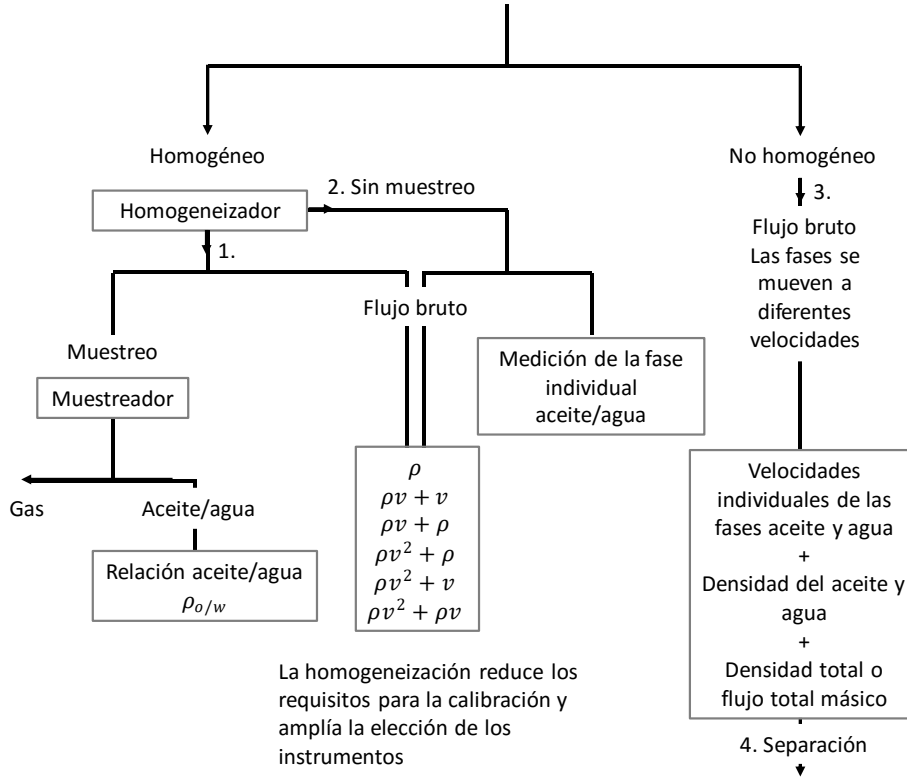 Homogéneo
No homogéneo
2. Sin muestreo
3.
Homogeneizador
1.
Flujo bruto
Las fases se
mueven a
diferentes
velocidades
Flujo bruto
Muestreo
Muestreador
Medición de la fase
individual
aceite/agua
Gas
Aceite/agua
Relación aceite/agua
ρo/w
ρ
ρv + v
ρv + ρ
ρv² + ρ
ρv² + v
ρv² + ρv
Velocidades
individuales de las
fases aceite y agua
+
Densidad del aceite y
agua
+
Densidad total o
flujo total másico
La homogeneización reduce los
requisitos para la calibración y
amplía la elección de los
instrumentos
4. Separación